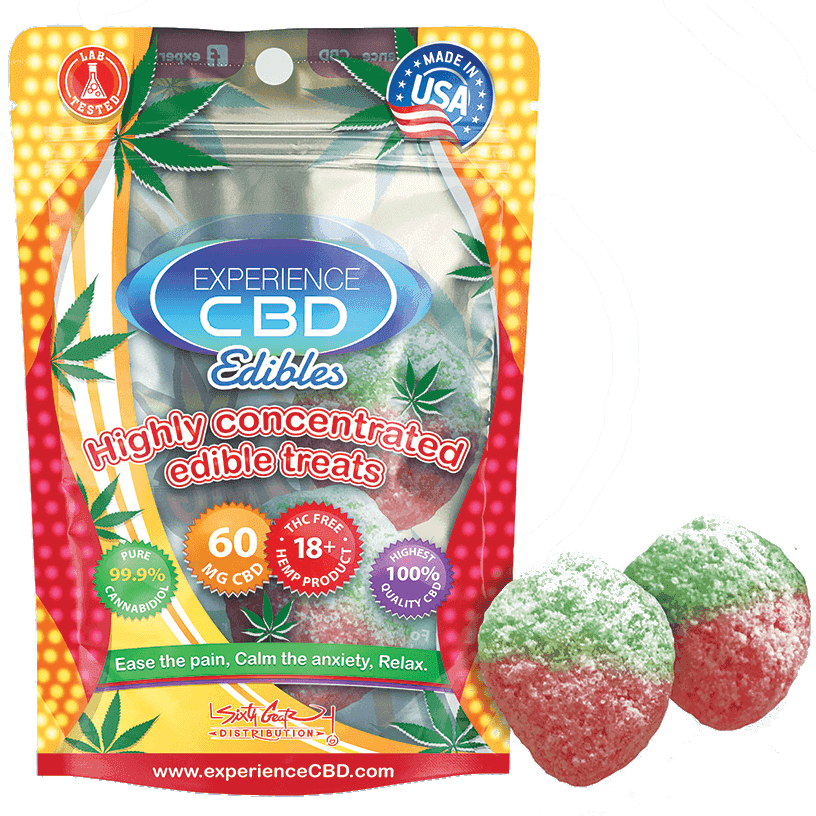 LAB
TESTED
MADE IN
USA
EXPERIENCE
CBD
Edibles
Highly concentrated
edible treats
PURE
99.9%
CANNABIDIOL
60
MG CBD
THC FREE
18+
HEMP PRODUCT
HIGHEST
100%
QUALITY CBD
Ease the pain, Calm the anxiety, Relax.
Sixty Gear
DISTRIBUTION
www.experienceCBD.com